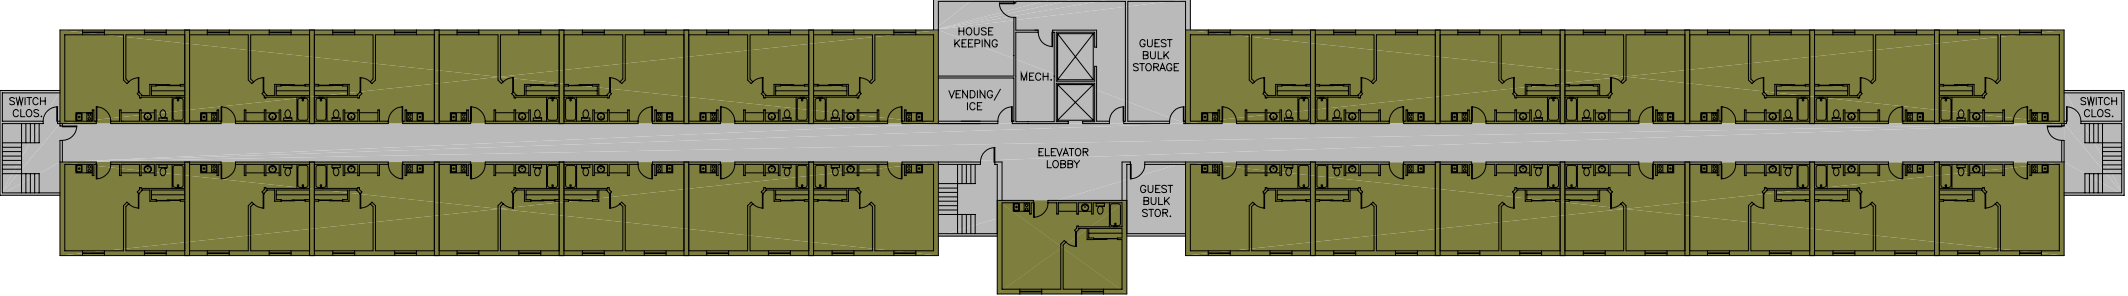 HOUSE
KEEPING
MECH.
GUEST
BULK
STORAGE
VENDING/
ICE
SWITCH
CLOS.
SWITCH
CLOS.
ELEVATOR
LOBBY
GUEST
BULK
STOR.